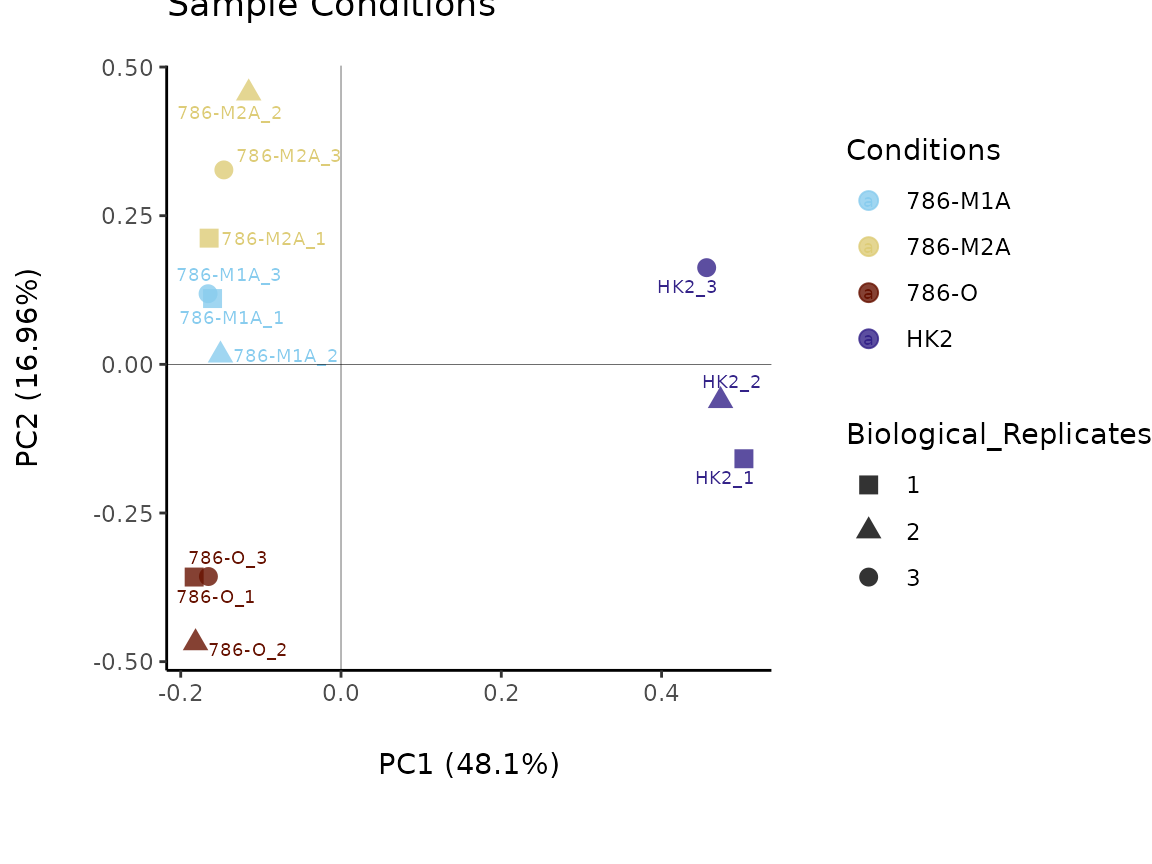 Sample Conditions
0.50
0.25
0.00
-0.25
-0.50
PC2 (16.96%)
786-M2A_2
786-M2A_3
786-M2A_1
786-M1A_3
786-M1A_1
786-M1A_2
HK2_3
HK2_2
HK2_1
786-O_3
786-O_1
786-O_2
-0.2 0.0 0.2 0.4
PC1 (48.1%)
Conditions
a 786-M1A
a 786-M2A
a 786-O
a HK2
Biological_Replicates
1
2
3